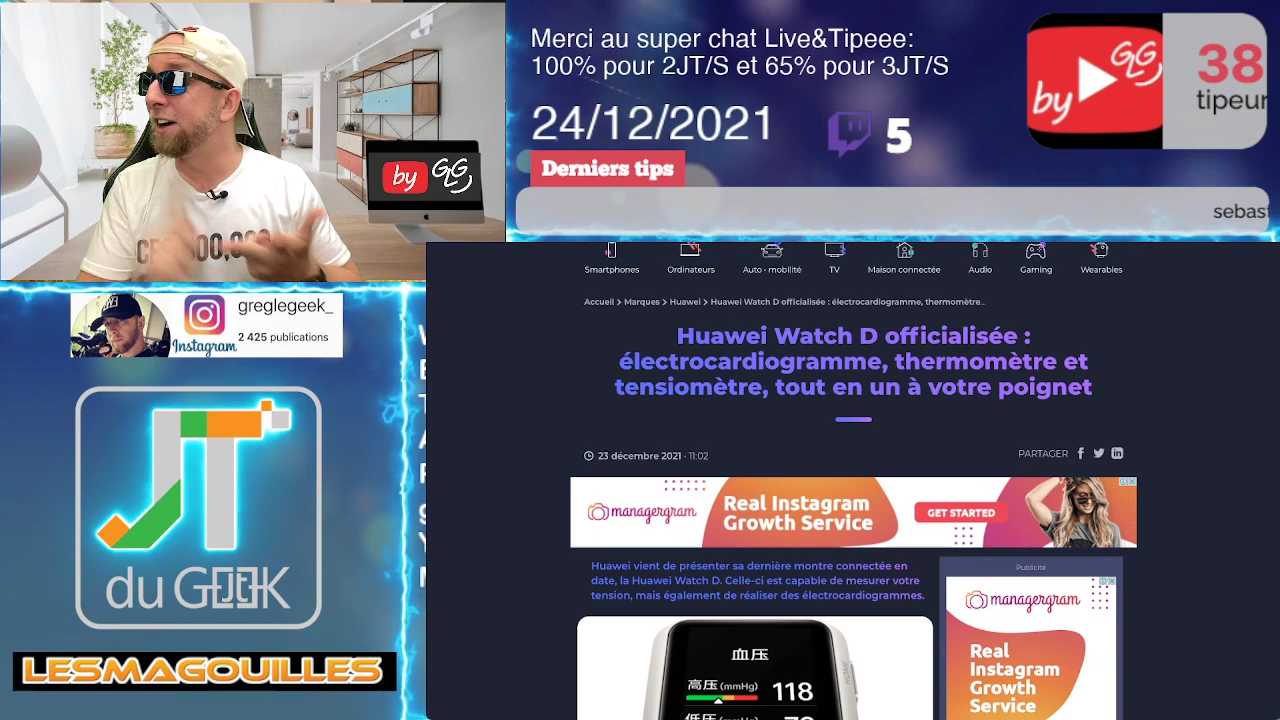 Merci au super chat Live&Tipeee:
100% pour 2JT/S et 65% pour 3JT/S
24/12/2021
5
Derniers tips
by GLG
38
tipeur
sebast
by GLG
greglegeek_
2 425 publications
Instagram
JT
du GEEK
LESMAGOUILLES
Smartphones
Ordinateurs
Auto • mobilité
TV
Maison connectée
Audio
Gaming
Wearables
Accueil > Marques > Huawei > Huawei Watch D officialisée : électrocardiogramme, thermomètre...
Huawei Watch D officialisée :
électrocardiogramme, thermomètre et
tensiomètre, tout en un à votre poignet
23 décembre 2021 • 11:02
PARTAGER
managergram
Real Instagram
Growth Service
GET STARTED
Huawei vient de présenter sa dernière montre connectée en
date, la Huawei Watch D. Celle-ci est capable de mesurer votre
tension, mais également de réaliser des électrocardiogrammes.
Publicité
managergram
Real
Instagram
Growth
Service
血压
高压(mmHg) 118